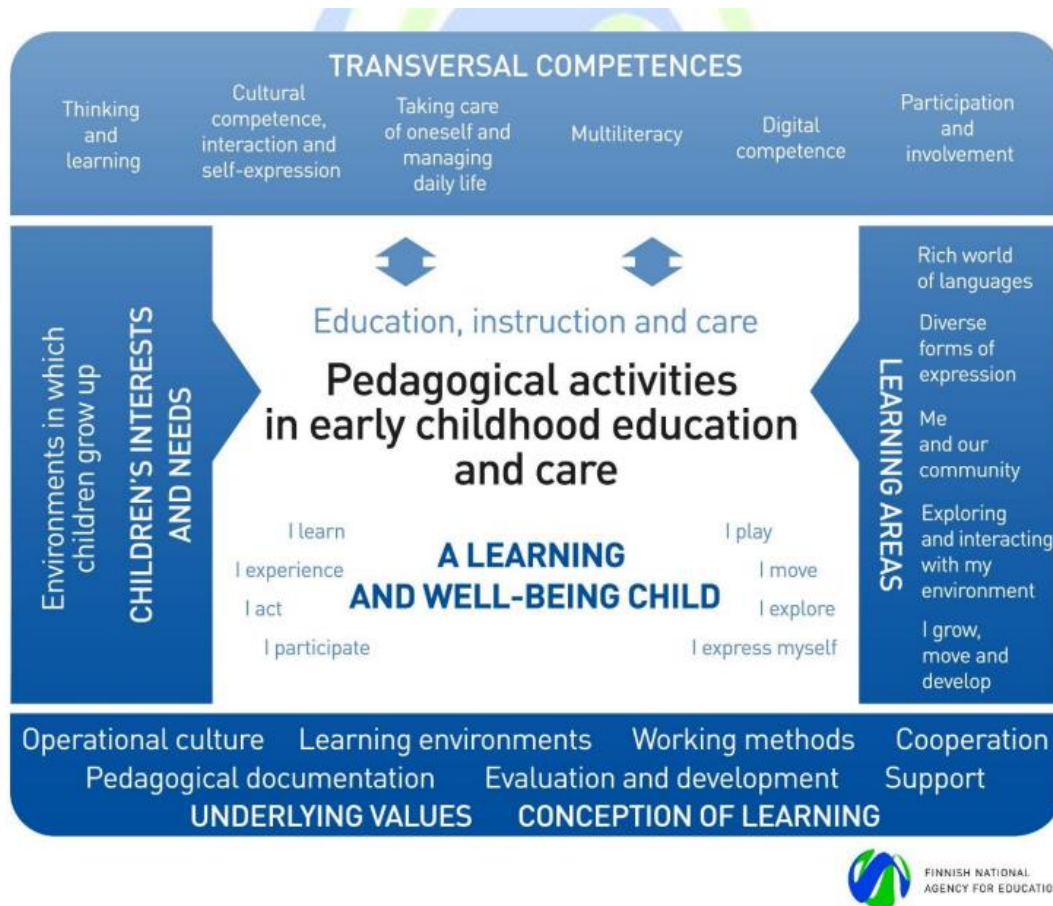 TRANSVERSAL COMPETENCES
Thinking
and
learning
Cultural
competence,
interaction and
self-expression
Taking care
of oneself and
managing
daily life
Multiliteracy
Digital
competence
Participation
and
involvement
Environments in which
children grow up
CHILDREN'S INTERESTS
AND NEEDS
Education, instruction and care
Pedagogical activities
in early childhood education
and care
I learn
I experience
I act
I participate
A LEARNING
AND WELL-BEING CHILD
I play
I move
I explore
I express myself
LEARNING AREAS
Rich world
of languages
Diverse
forms of
expression
Me
and our
community
Exploring
and interacting
with my
environment
I grow,
move and
develop
Operational culture Learning environments Working methods Cooperation
Pedagogical documentation Evaluation and development Support
UNDERLYING VALUES CONCEPTION OF LEARNING
FINNISH NATIONAL
AGENCY FOR EDUCATIO